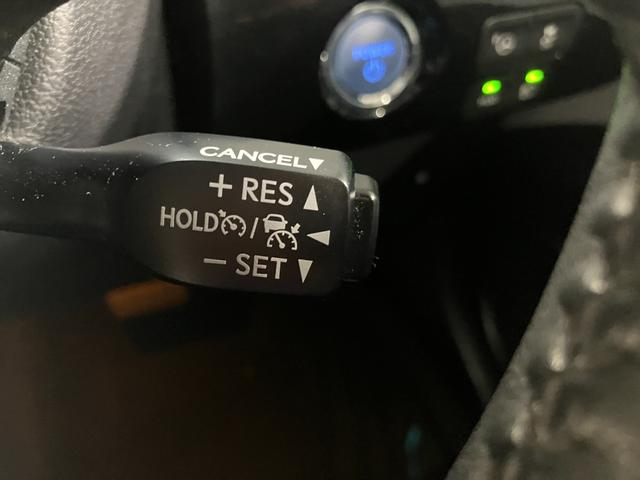 CANCEL▼
+ RES ▲
HOLD / ◀
− SET ▼